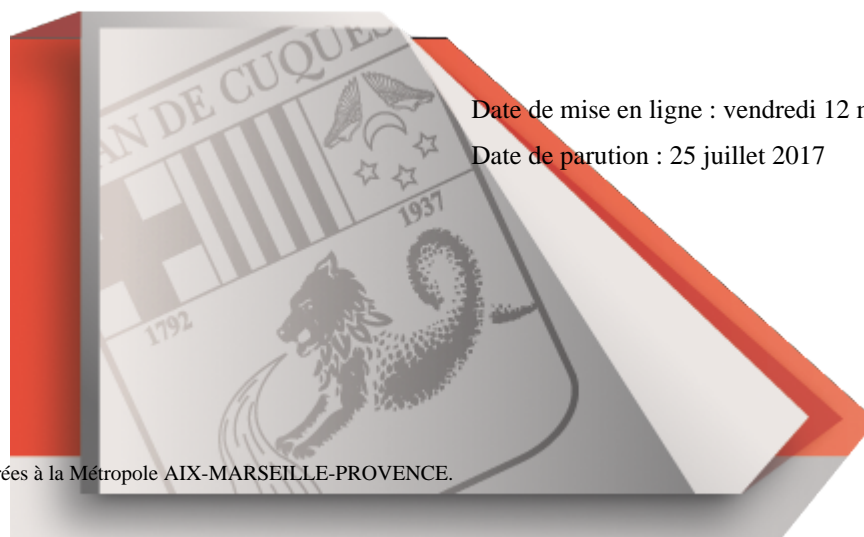 AN DE CUQUES
Date de mise en ligne : vendredi 12
Date de parution : 25 juillet 2017
1937
1792
à la Métropole AIX-MARSEILLE-PROVENCE.